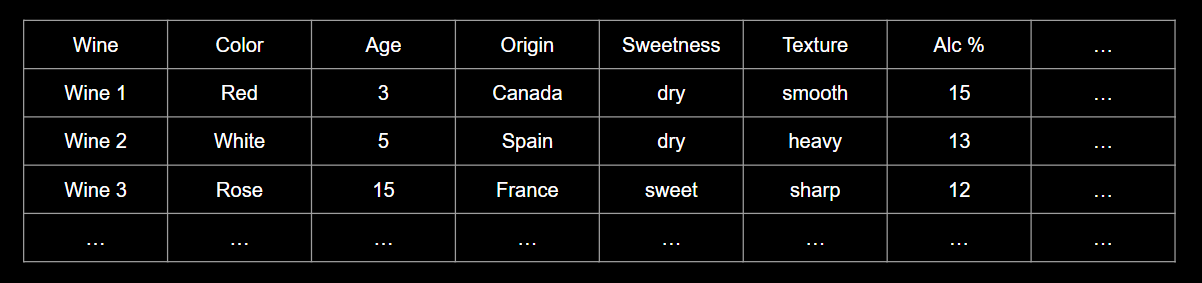 Wine Color Age Origin Sweetness Texture Alc % …
Wine 1 Red 3 Canada dry smooth 15 …
Wine 2 White 5 Spain dry heavy 13 …
Wine 3 Rose 15 France sweet sharp 12 …
… … … … … … … …